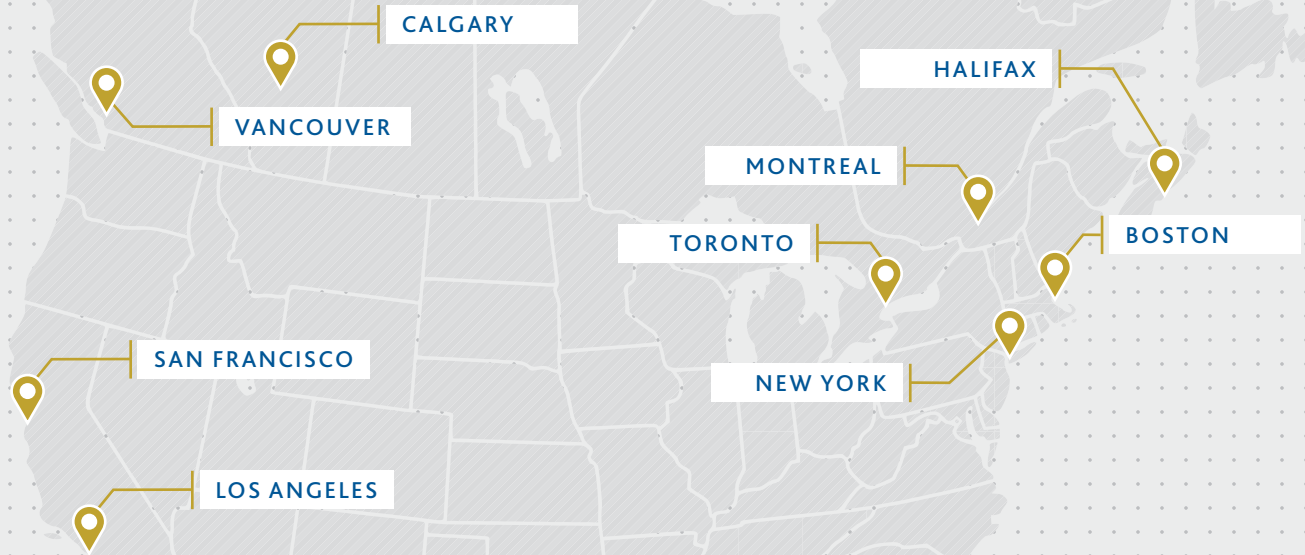 CALGARY
HALIFAX
VANCOUVER
MONTREAL
BOSTON
TORONTO
SAN FRANCISCO
NEW YORK
LOS ANGELES